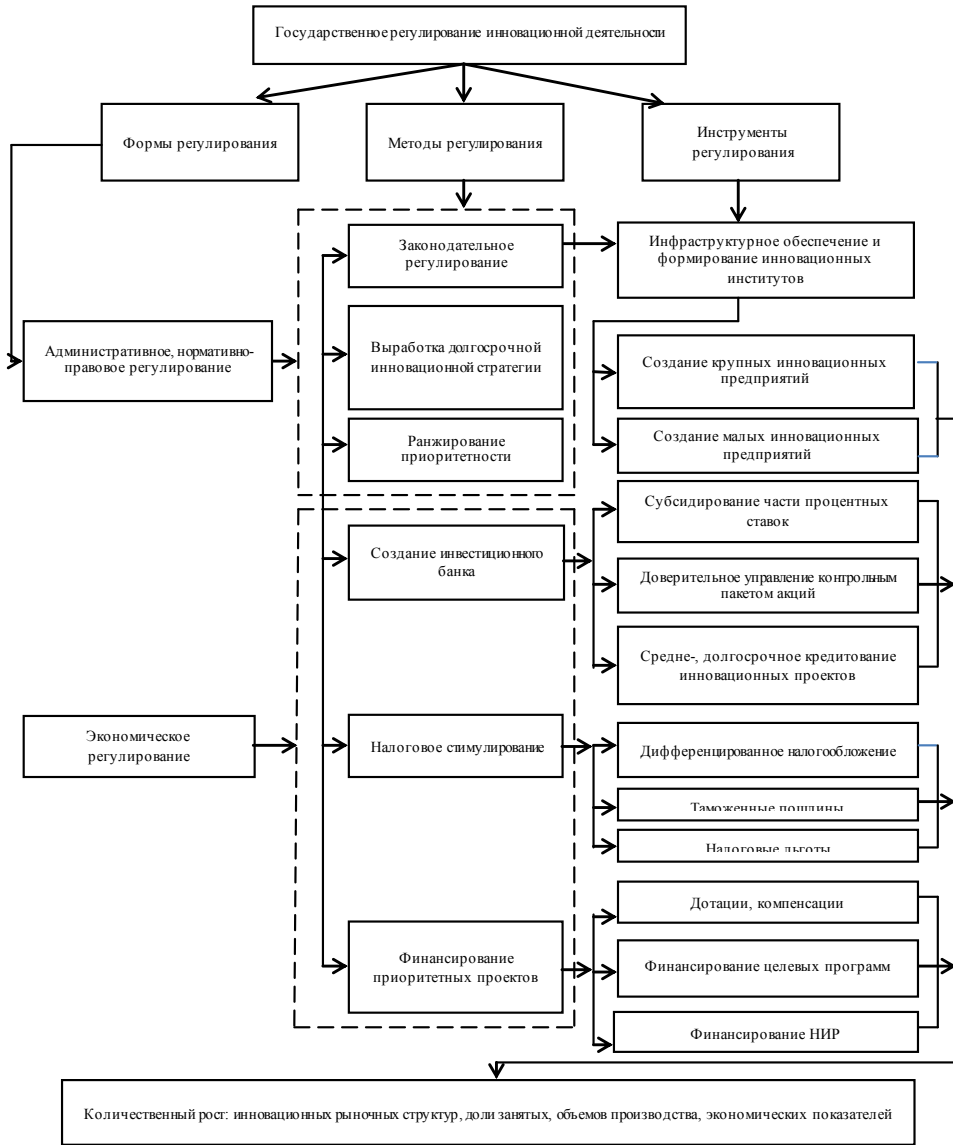 Государственное регулирование инновационной деятельности
Формы регулирования
Методы регулирования
Инструменты
регулирования
Законодательное
регулирование
Инфраструктурное обеспечение и
формирование инновационных
институтов
Административное, нормативно-
правовое регулирование
Выработка долгосрочной
инновационной стратегии
Создание крупных инновационных
предприятий
Ранжирование
приоритетности
Создание малых инновационных
предприятий
Субсидирование части процентных
ставок
Создание инвестиционного
банка
Доверительное управление контрольным
пакетом акций
Средне-, долгосрочное кредитование
инновационных проектов
Экономическое
регулирование
Налоговое стимулирование
Дифференцированное налогообложение
Таможенные пошлины
Налоговые льготы
Дотации, компенсации
Финансирование
приоритетных проектов
Финансирование целевых программ
Финансирование НИР
Количественный рост: инновационных рыночных структур, доли занятых, объемов производства, экономических показателей